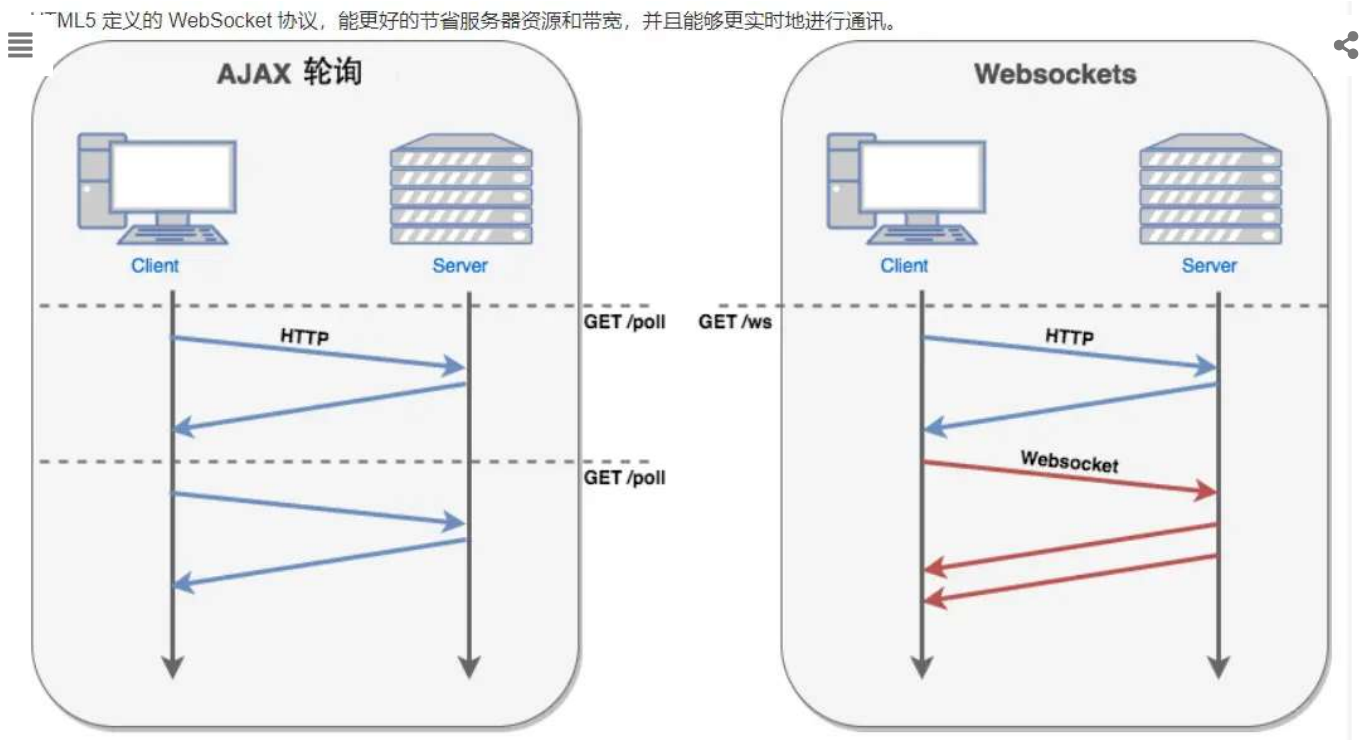 HTML5 定义的 WebSocket 协议，能更好的节省服务器资源和带宽，并且能够更实时地进行通讯。
AJAX 轮询
Websockets
Client
Server
Client
Server
GET /poll
GET /ws
HTTP
HTTP
Websocket
GET /poll